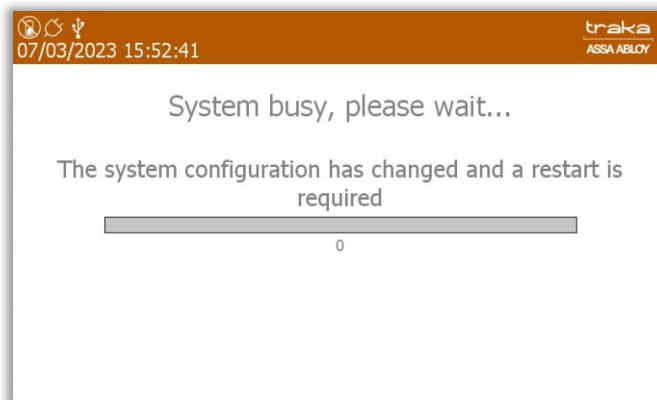 traka
07/03/2023 15:52:41
ASSA ABLOY
System busy, please wait...
The system configuration has changed and a restart is
required
0